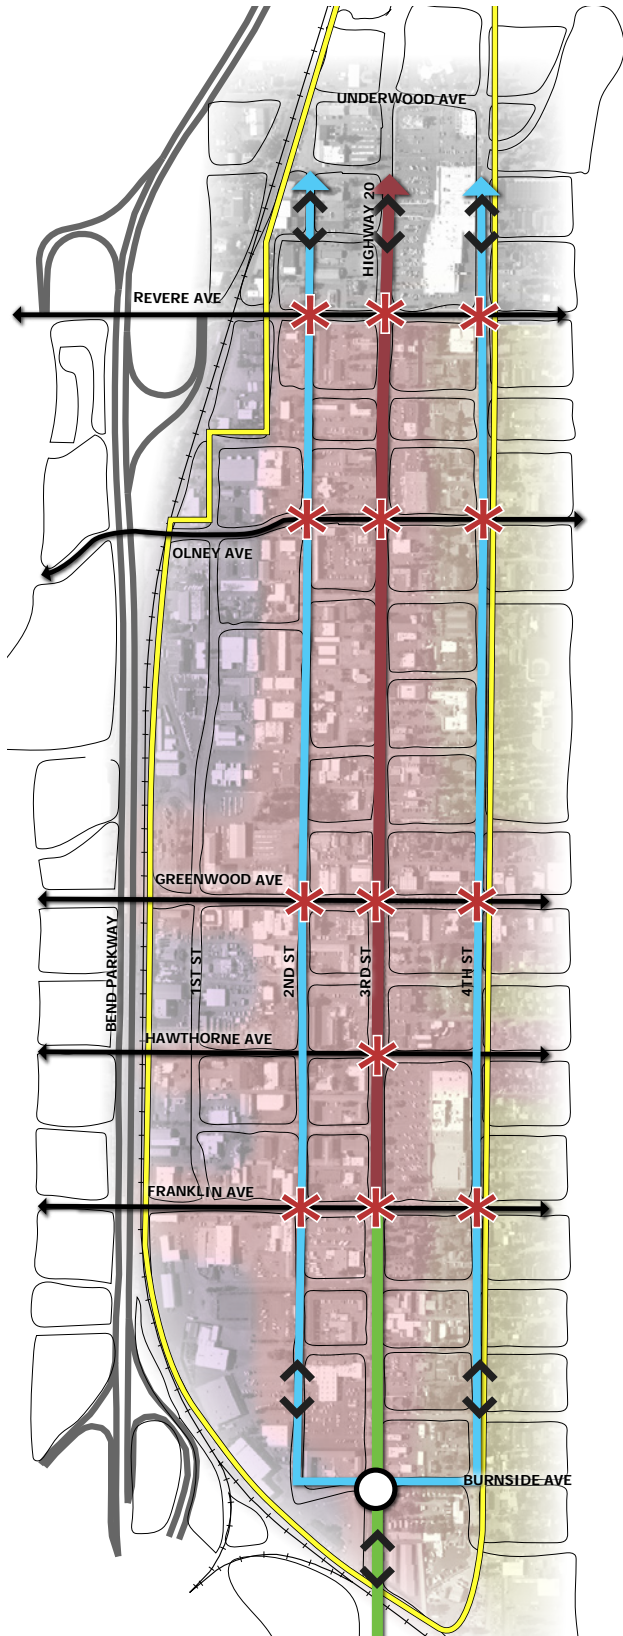 UNDERWOOD AVE
HIGHWAY 20
REVERE AVE
OLNEY AVE
GREENWOOD AVE
BEND PARKWAY
1ST ST
2ND ST
3RD ST
4TH ST
HAWTHORNE AVE
FRANKLIN AVE
BURNSIDE AVE